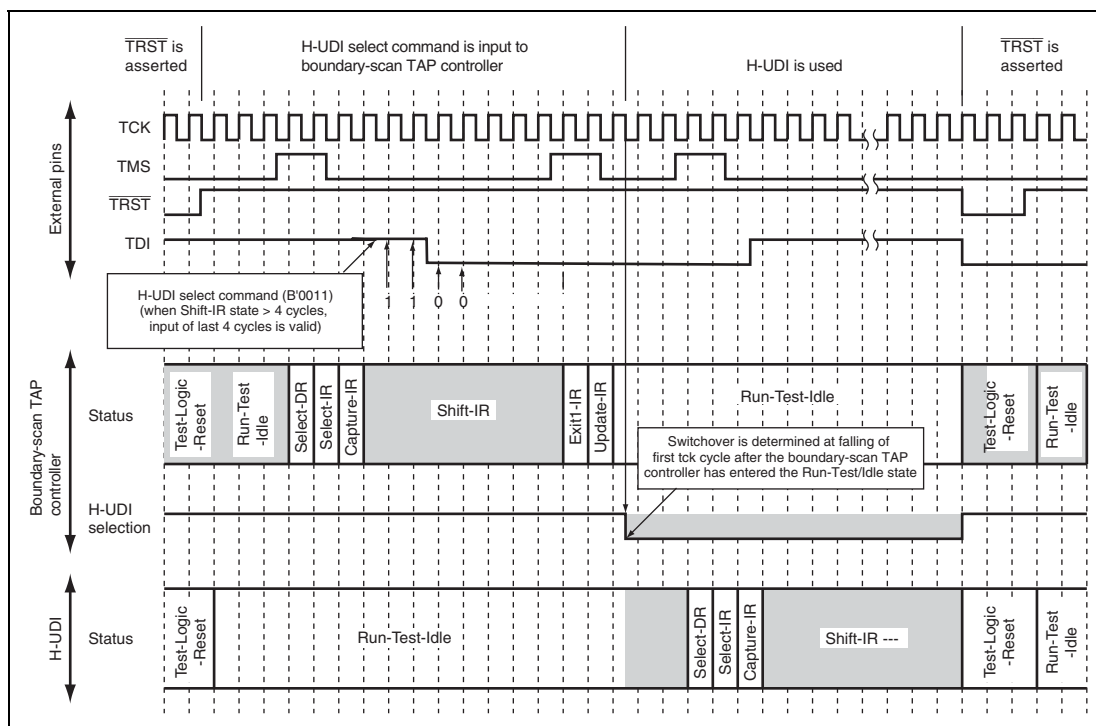 TRST is
asserted
H-UDI select command is input to
boundary-scan TAP controller
H-UDI is used
TRST is
asserted
External pins
TCK
TMS
TRST
TDI
1 1 0 0
H-UDI select command (B'0011)
(when Shift-IR state > 4 cycles,
input of last 4 cycles is valid)
Boundary-scan TAP
controller
Status
Test-Logic
-Reset
Run-Test
-Idle
Select-DR
Select-IR
Capture-IR
Shift-IR
Exit1-IR
Update-IR
Run-Test-Idle
Test-Logic
-Reset
Run-Test
-Idle
Switchover is determined at falling of
first tck cycle after the boundary-scan TAP
controller has entered the Run-Test/Idle state
H-UDI
selection
H-UDI
Status
Test-Logic
-Reset
Run-Test-Idle
Select-DR
Select-IR
Capture-IR
Shift-IR ---
Test-Logic
-Reset
Run-Test
-Idle